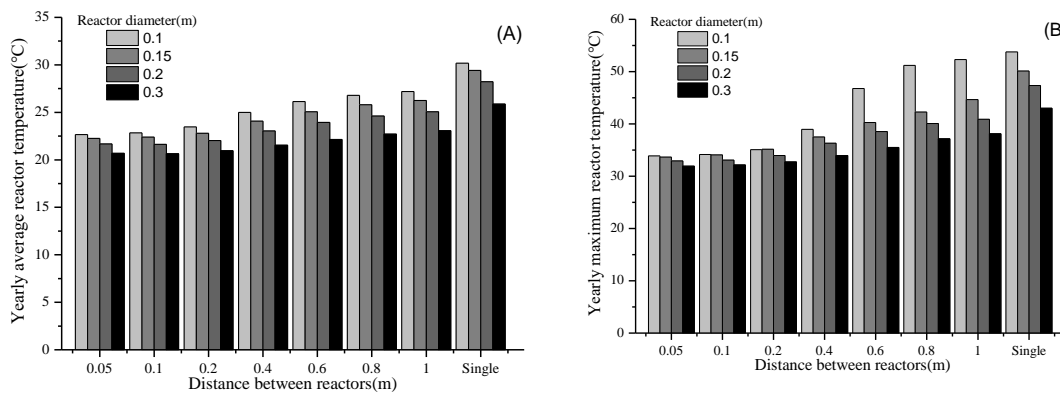 Reactor diameter(m)
0.1
0.15
0.2
0.3
(A)
Yearly average reactor temperature(°C)
35
30
25
20
15
10
5
0
0.05 0.1 0.2 0.4 0.6 0.8 1 Single
Distance between reactors(m)
Reactor diameter(m)
0.1
0.15
0.2
0.3
(B
Yearly maximum reactor temperature(°C)
60
50
40
30
20
10
0
0.05 0.1 0.2 0.4 0.6 0.8 1 Single
Distance between reactors(m)